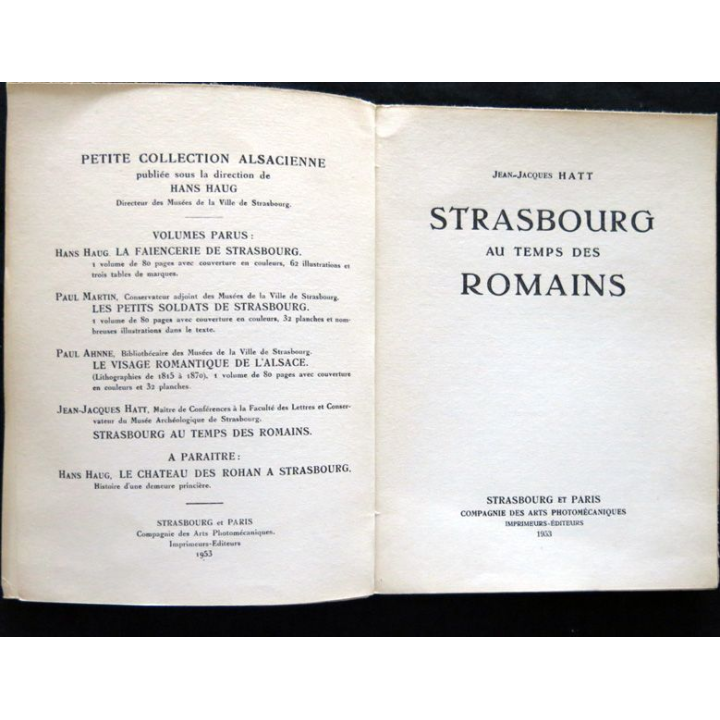 PETITE COLLECTION ALSACIENNE
publiée sous la direction de
HANS HAUG
Directeur des Musées de la Ville de Strasbourg.
VOLUMES PARUS :
HANS HAUG, LA FAIENCERIE DE STRASBOURG.
1 volume de 80 pages avec couverture en couleurs, 62 illustrations et
trois tables de marques.
PAUL MARTIN, Conservateur adjoint des Musées de la Ville de Strasbourg.
LES PETITS SOLDATS DE STRASBOURG.
1 volume de 80 pages avec couverture en couleurs, 32 planches et nom-
breuses illustrations dans le texte.
PAUL AHNNE, Bibliothécaire des Musées de la Ville de Strasbourg.
LE VISAGE ROMANTIQUE DE L'ALSACE.
(Lithographies de 1815 à 1870), 1 volume de 80 pages avec couverture
en couleurs et 32 planches.
JEAN-JACQUES HATT, Maître de Conférences à la Faculté des Lettres et Conser-
vateur du Musée Archéologique de Strasbourg.
STRASBOURG AU TEMPS DES ROMAINS.
A PARAITRE :
HANS HAUG, LE CHATEAU DES ROHAN A STRASBOURG.
Histoire d'une demeure princière.
STRASBOURG et PARIS
Compagnie des Arts Photomécaniques.
Imprimeurs-Editeurs
1953
JEAN-JACQUES HATT
STRASBOURG
AU TEMPS DES
ROMAINS
STRASBOURG ET PARIS
COMPAGNIE DES ARTS PHOTOMÉCANIQUES
IMPRIMEURS-ÉDITEURS
1953